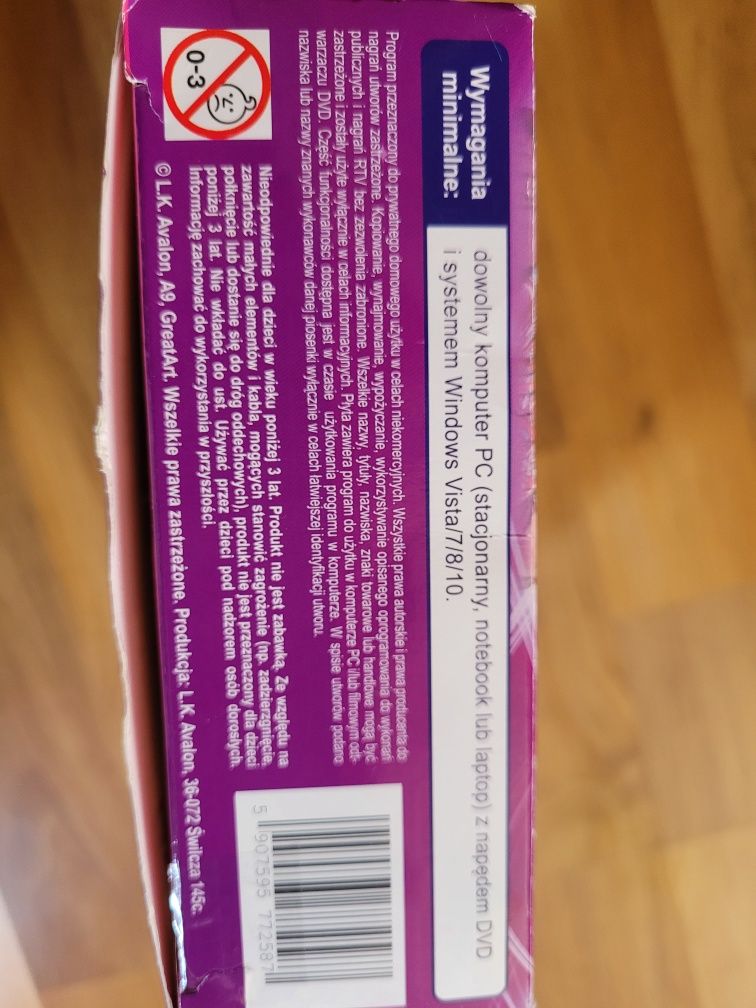 Wymagania
minimalne:
dowolny komputer PC (stacjonarny, notebook lub laptop) z napędem DVD
i systemem Windows Vista/7/8/10.
Program przeznaczony do prywatnego domowego użytku w celach niekomercyjnych. Wszystkie prawa autorskie i prawa producenta do
nagrań utworów zastrzeżone. Kopiowanie, wynajmowanie, wypożyczanie, wykorzystywanie opisanego oprogramowania do wykonań
publicznych i nagrań RTV bez zezwolenia zabronione. Wszelkie nazwy, tytuły, nazwiska, znaki towarowe lub handlowe mogą być
zastrzeżone i zostały użyte wyłącznie w celach informacyjnych. Płyta zawiera program do użytku w komputerze PC i/lub filmowym odt-
warzaczu DVD. Część funkcjonalności dostępna jest w czasie użytkowania programu w komputerze. W spisie utworów podano
nazwiska lub nazwy znanych wykonawców danej piosenki wyłącznie w celach łatwiejszej identyfikacji utworu.
0-3
Nieodpowiednie dla dzieci w wieku poniżej 3 lat. Produkt nie jest zabawką. Ze względu na
zawartość małych elementów i kabla, mogących stanowić zagrożenie (np. zadzierzgnięcie,
połknięcie lub dostanie się do dróg oddechowych), produkt nie jest przeznaczony dla dzieci
poniżej 3 lat. Nie wkładać do ust. Używać przez dzieci pod nadzorem osób dorosłych.
Informację zachować do wykorzystania w przyszłości.
© L.K. Avalon, A9, GreatArt. Wszelkie prawa zastrzeżone. Produkcja: L.K. Avalon, 36-072 Świlcza 145c.
5 907595 772587